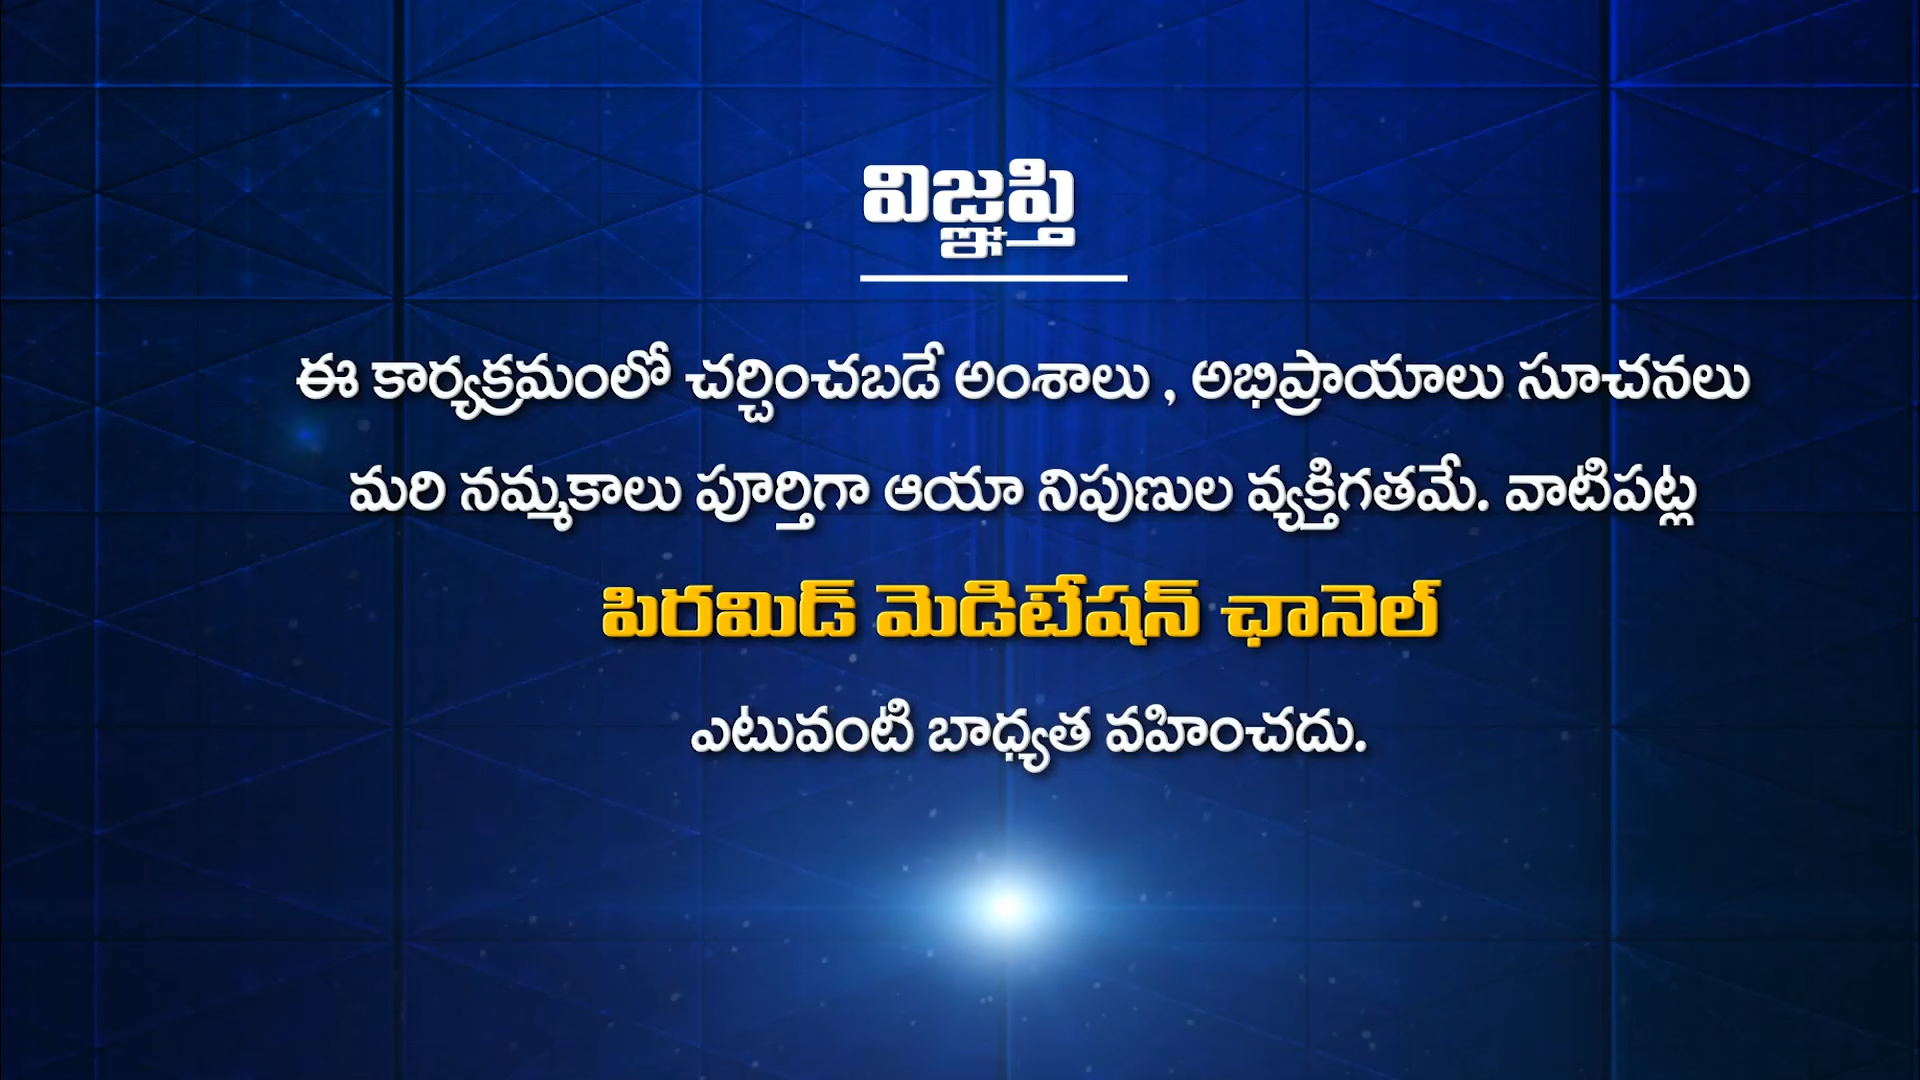 విజ్ఞప్తి
ఈ కార్యక్రమంలో చర్చించబడే అంశాలు , అభిప్రాయాలు సూచనలు
మరి నమ్మకాలు పూర్తిగా ఆయా నిపుణుల వ్యక్తిగతమే. వాటిపట్ల
పిరమిడ్ మెడిటేషన్ ఛానెల్
ఎటువంటి బాధ్యత వహించదు.